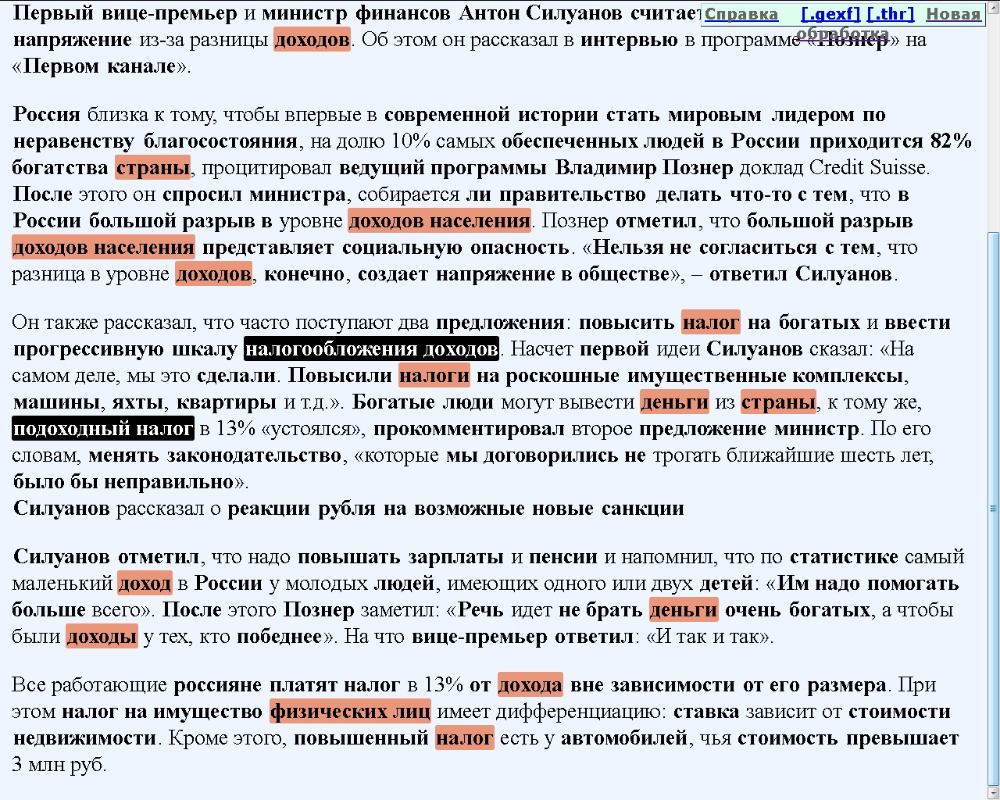 Первый вице-премьер и министр финансов Антон Силуанов считает
Справка [.gexf] [.thr] Новая обработка
напряжение из-за разницы доходов. Об этом он рассказал в интервью в программе «Познер» на
«Первом канале».
Россия близка к тому, чтобы впервые в современной истории стать мировым лидером по
неравенству благосостояния, на долю 10% самых обеспеченных людей в России приходится 82%
богатства страны, процитировал ведущий программы Владимир Познер доклад Credit Suisse.
После этого он спросил министра, собирается ли правительство делать что-то с тем, что в
России большой разрыв в уровне доходов населения. Познер отметил, что большой разрыв
доходов населения представляет социальную опасность. «Нельзя не согласиться с тем, что
разница в уровне доходов, конечно, создает напряжение в обществе», – ответил Силуанов.
Он также рассказал, что часто поступают два предложения: повысить налог на богатых и ввести
прогрессивную шкалу налогообложения доходов. Насчет первой идеи Силуанов сказал: «На
самом деле, мы это сделали. Повысили налоги на роскошные имущественные комплексы,
машины, яхты, квартиры и т.д.». Богатые люди могут вывести деньги из страны, к тому же,
подоходный налог в 13% «устоялся», прокомментировал второе предложение министр. По его
словам, менять законодательство, «которые мы договорились не трогать ближайшие шесть лет,
было бы неправильно».
Силуанов рассказал о реакции рубля на возможные новые санкции
Силуанов отметил, что надо повышать зарплаты и пенсии и напомнил, что по статистике самый
маленький доход в России у молодых людей, имеющих одного или двух детей: «Им надо помогать
больше всего». После этого Познер заметил: «Речь идет не брать деньги очень богатых, а чтобы
были доходы у тех, кто победнее». На что вице-премьер ответил: «И так и так».
Все работающие россияне платят налог в 13% от дохода вне зависимости от его размера. При
этом налог на имущество физических лиц имеет дифференциацию: ставка зависит от стоимости
недвижимости. Кроме этого, повышенный налог есть у автомобилей, чья стоимость превышает
3 млн руб.